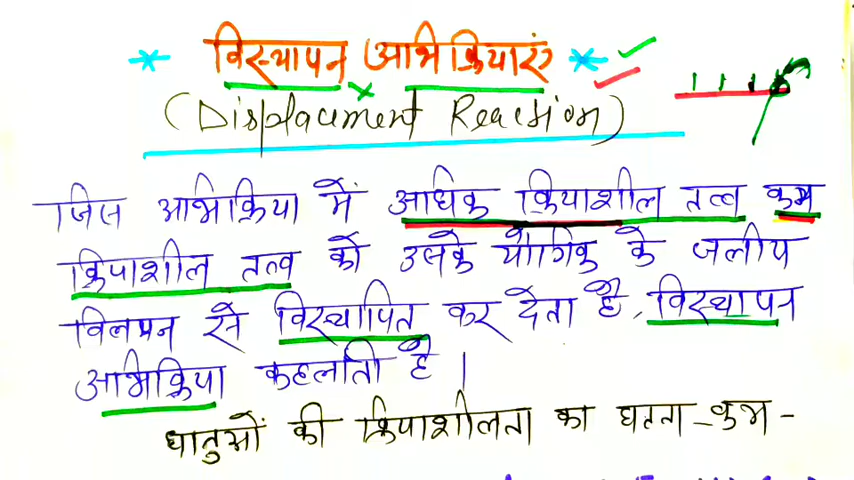 * विस्थापन अभिक्रियाएं *
(Displacement Reaction)
जिस अभिक्रिया में अधिक क्रियाशील तत्व कम
क्रियाशील तत्व को उसके यौगिक के जलीय
विलयन से विस्थापित कर देता है, विस्थापन
अभिक्रिया कहलाती है।
धातुओं की क्रियाशीलता का घटता-क्रम-